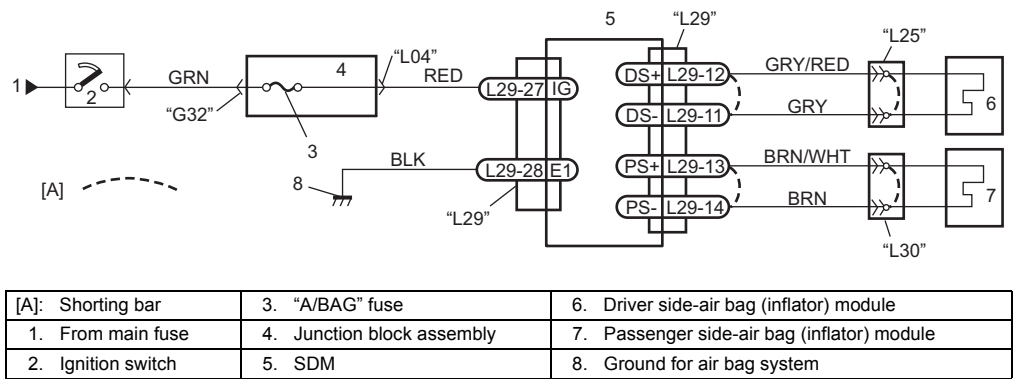 5
“L29”
“L25”
“L04”
1
2
GRN
“G32”
4
3
RED
L29-27 IG
DS+ L29-12
GRY/RED
DS- L29-11
GRY
6
[A]
8
BLK
L29-28 E1
“L29”
PS+ L29-13
BRN/WHT
PS- L29-14
BRN
7
“L30”
[A]: Shorting bar
3. “A/BAG” fuse
6. Driver side-air bag (inflator) module
1. From main fuse
4. Junction block assembly
7. Passenger side-air bag (inflator) module
2. Ignition switch
5. SDM
8. Ground for air bag system